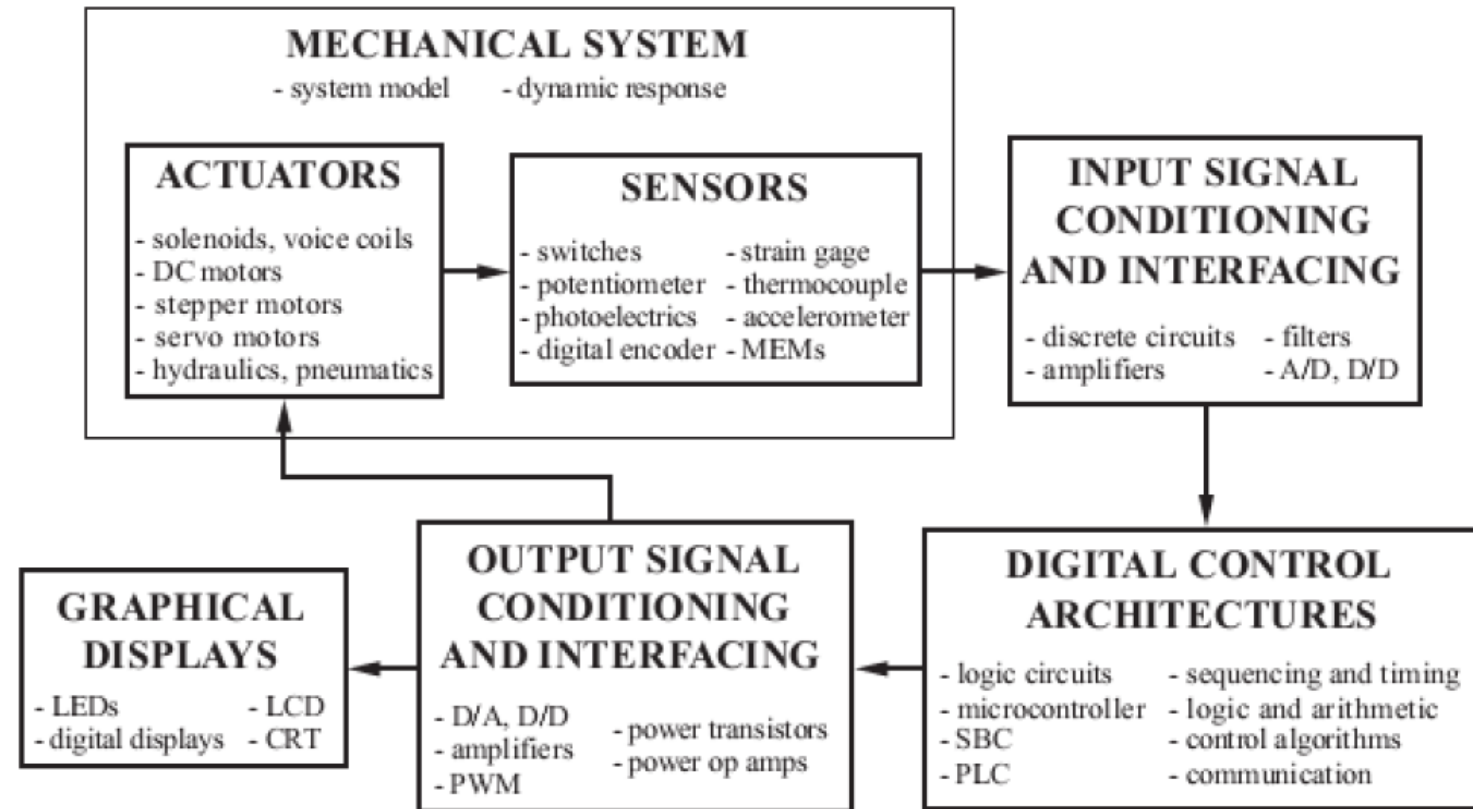 MECHANICAL SYSTEM
- system model - dynamic response
ACTUATORS
- solenoids, voice coils
- DC motors
- stepper motors
- servo motors
- hydraulics, pneumatics
SENSORS
- switches - strain gage
- potentiometer - thermocouple
- photoelectrics - accelerometer
- digital encoder - MEMs
INPUT SIGNAL
CONDITIONING
AND INTERFACING
- discrete circuits - filters
- amplifiers - A/D, D/D
GRAPHICAL
DISPLAYS
- LEDs - LCD
- digital displays - CRT
OUTPUT SIGNAL
CONDITIONING
AND INTERFACING
- D/A, D/D - power transistors
- amplifiers - power op amps
- PWM
DIGITAL CONTROL
ARCHITECTURES
- logic circuits - sequencing and timing
- microcontroller - logic and arithmetic
- SBC - control algorithms
- PLC - communication